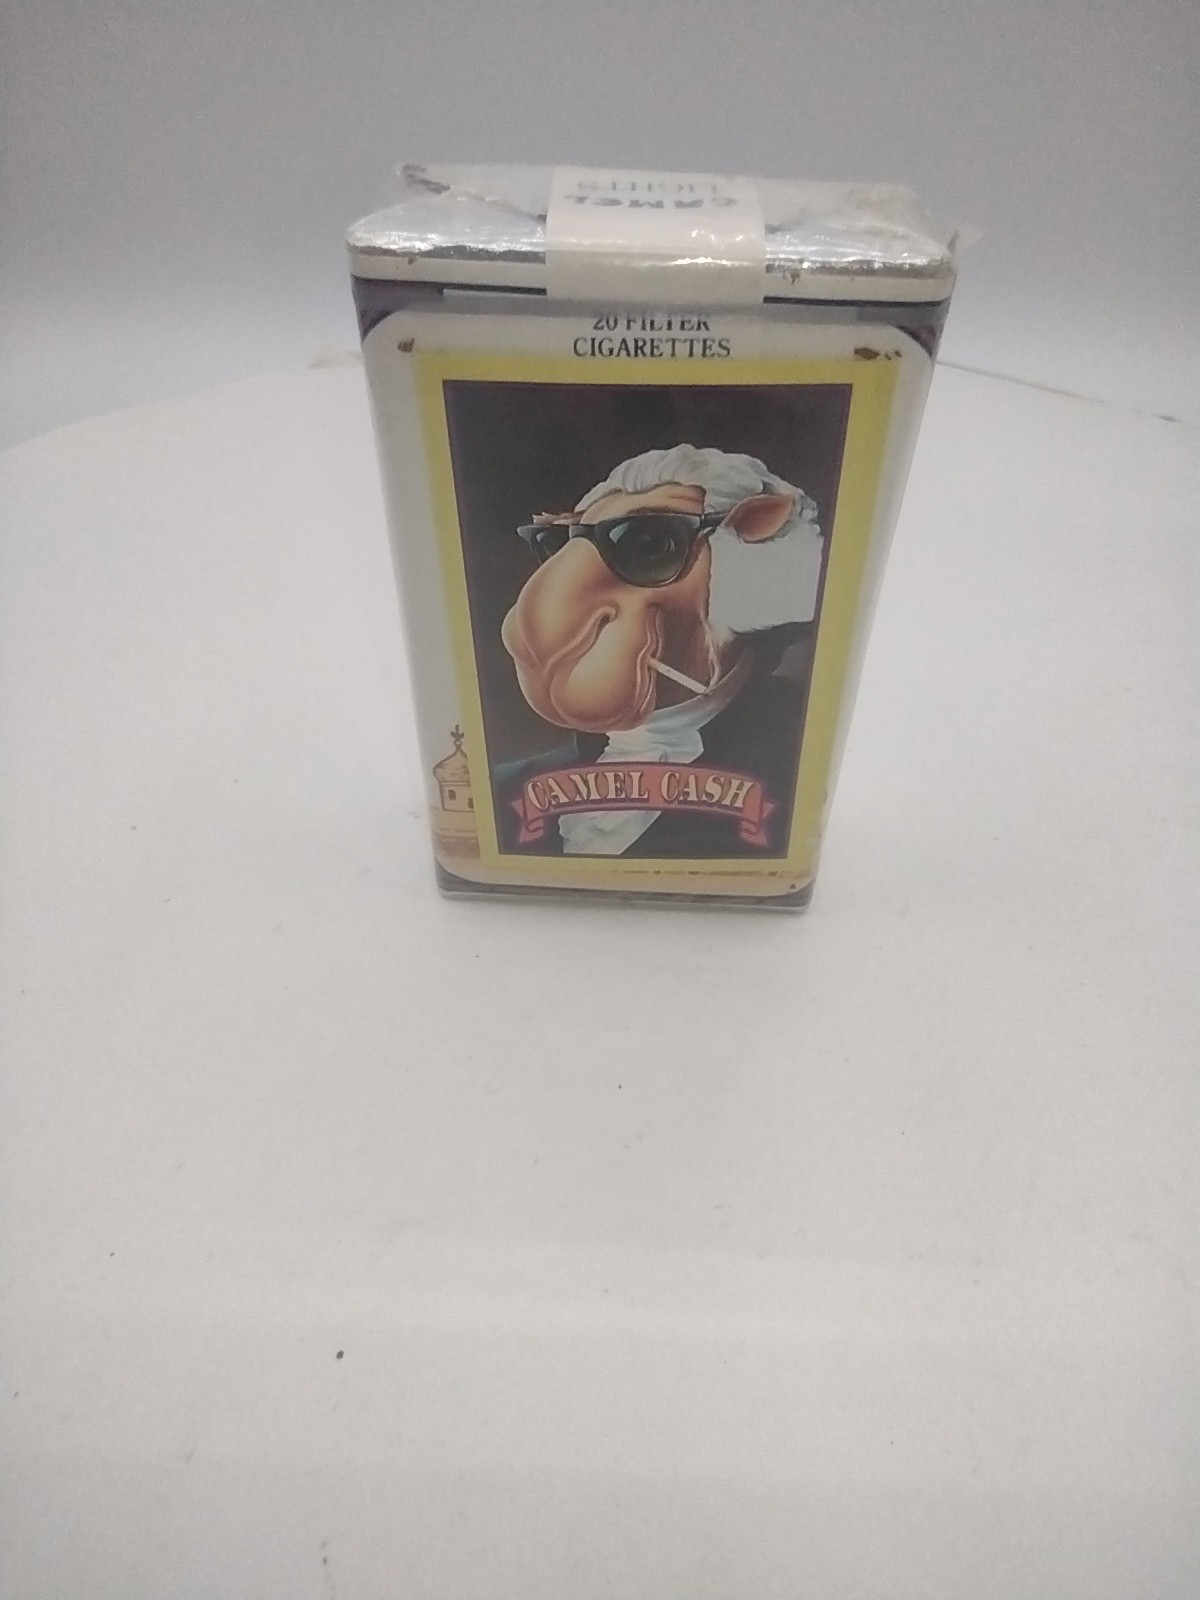 CAMEL
LIGHTS
20 FILTER
CIGARETTES
CAMEL CASH